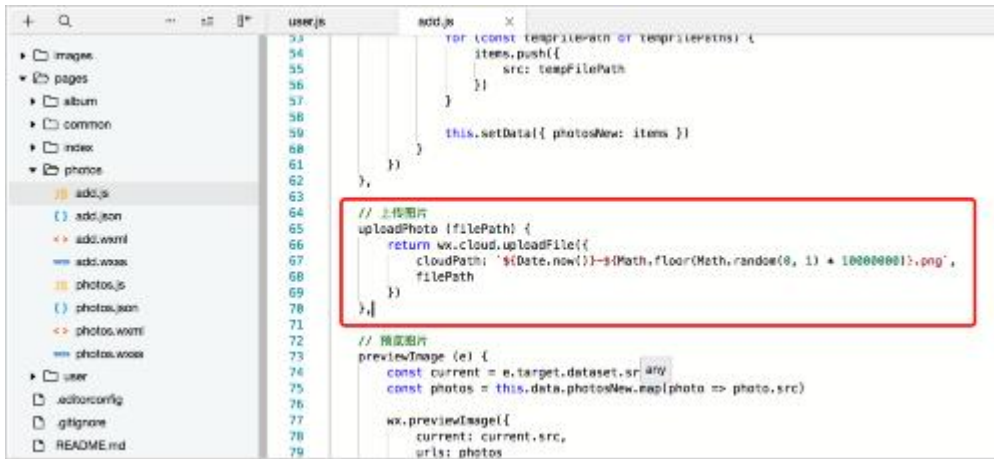 user.js
add.js
images
pages
album
common
index
photos
add.js
add.json
add.wxml
add.wxss
photos.js
photos.json
photos.wxml
photos.wxss
user
.editorconfig
.gitignore
README.md
53 for (const tempFilePath of tempFilePaths) {
54 items.push({
55 src: tempFilePath
56 })
57 }
58
59 this.setData({ photosNew: items })
60 }
61 })
62 },
63
64 // 上传图片
65 uploadPhoto (filePath) {
66 return wx.cloud.uploadFile({
67 cloudPath: `${Date.now()}-${Math.floor(Math.random(0, 1) * 10000000)}.png`,
68 filePath
69 })
70 },
71
72 // 预览图片
73 previewImage (e) {
74 const current = e.target.dataset.sr any
75 const photos = this.data.photosNew.map(photo => photo.src)
76
77 wx.previewImage({
78 current: current.src,
79 urls: photos